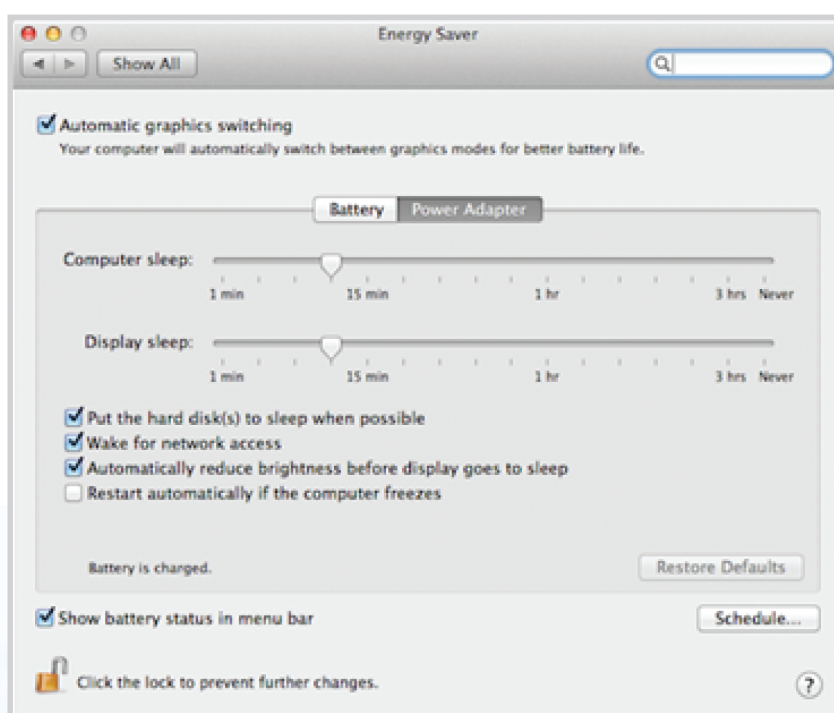 Energy Saver
Show All
Automatic graphics switching
Your computer will automatically switch between graphics modes for better battery life.
Battery Power Adapter
Computer sleep:
1 min 15 min 1 hr 3 hrs Never
Display sleep:
1 min 15 min 1 hr 3 hrs Never
Put the hard disk(s) to sleep when possible
Wake for network access
Automatically reduce brightness before display goes to sleep
Restart automatically if the computer freezes
Battery is charged. Restore Defaults
Show battery status in menu bar Schedule...
Click the lock to prevent further changes. ?